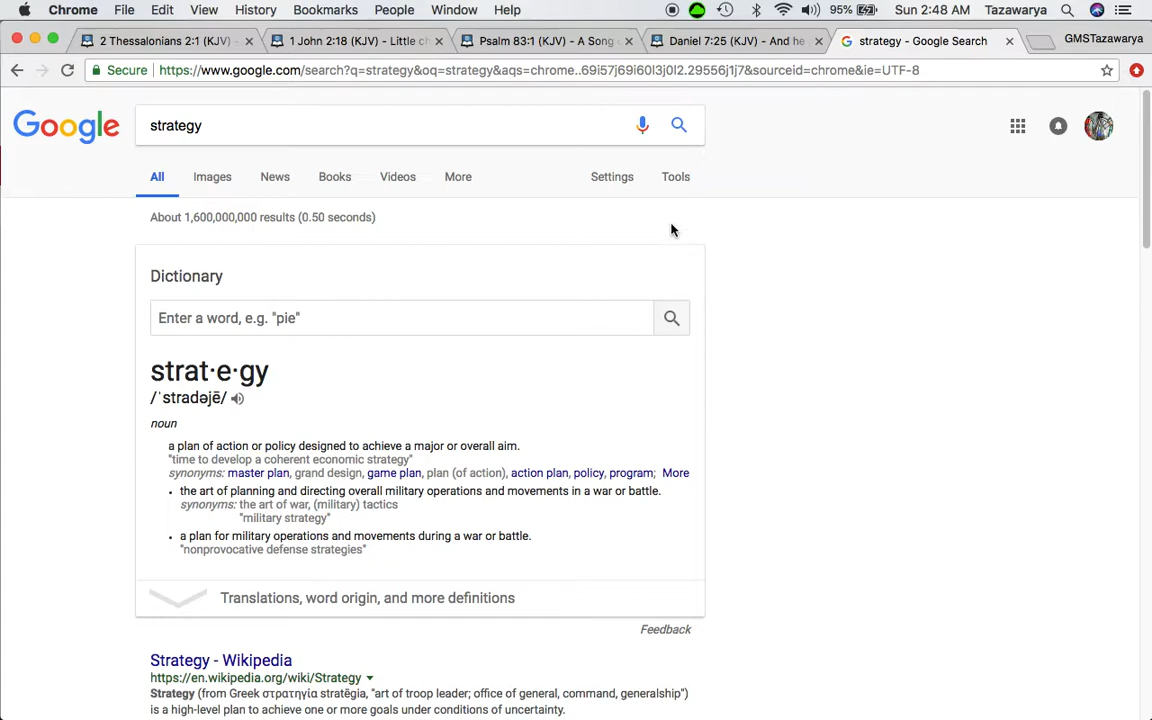 Chrome File Edit View History Bookmarks People Window Help 95% Sun 2:48 AM Tazawarya
2 Thessalonians 2:1 (KJV) - 1 John 2:18 (KJV) - Little ch Psalm 83:1 (KJV) - A Song Daniel 7:25 (KJV) - And he strategy - Google Search GMSTazawarya
Secure https://www.google.com/search?q=strategy&oq=strategy&aqs=chrome..69i57j69i60l3j0l2.29556j1j7&sourceid=chrome&ie=UTF-8
Google strategy
All Images News Books Videos More Settings Tools
About 1,600,000,000 results (0.50 seconds)
Dictionary
Enter a word, e.g. "pie"
strat·e·gy
/ˈstradəjē/
noun
a plan of action or policy designed to achieve a major or overall aim.
"time to develop a coherent economic strategy"
synonyms: master plan, grand design, game plan, plan (of action), action plan, policy, program; More
• the art of planning and directing overall military operations and movements in a war or battle.
synonyms: the art of war, (military) tactics
"military strategy"
• a plan for military operations and movements during a war or battle.
"nonprovocative defense strategies"
Translations, word origin, and more definitions
Feedback
Strategy - Wikipedia
https://en.wikipedia.org/wiki/Strategy
Strategy (from Greek στρατηγία stratēgia, "art of troop leader; office of general, command, generalship")
is a high-level plan to achieve one or more goals under conditions of uncertainty.